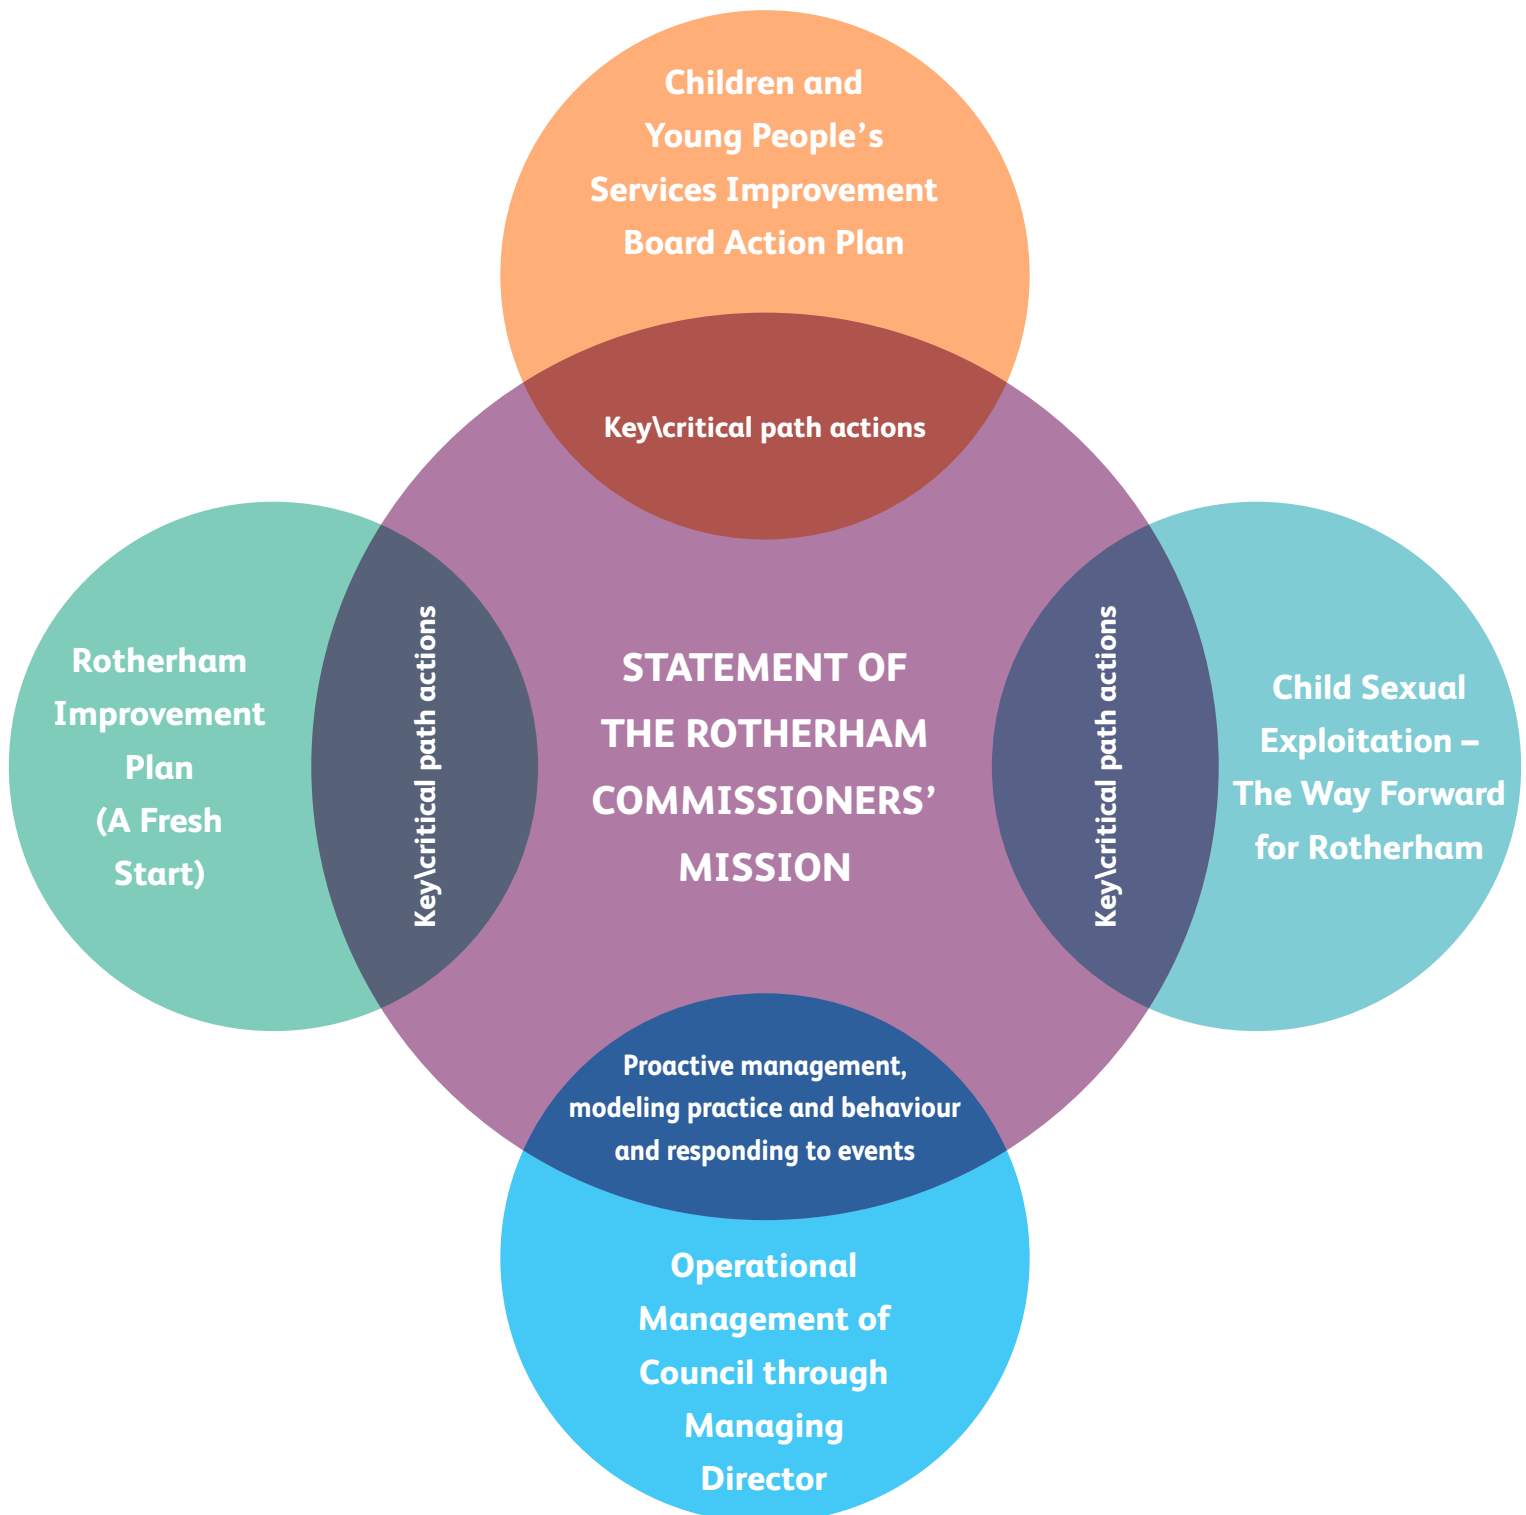 Children and
Young People’s
Services Improvement
Board Action Plan
Key\critical path actions
Rotherham
Improvement
Plan
(A Fresh
Start)
Key\critical path actions
STATEMENT OF
THE ROTHERHAM
COMMISSIONERS’
MISSION
Key\critical path actions
Child Sexual
Exploitation –
The Way Forward
for Rotherham
Proactive management,
modeling practice and behaviour
and responding to events
Operational
Management of
Council through
Managing
Director